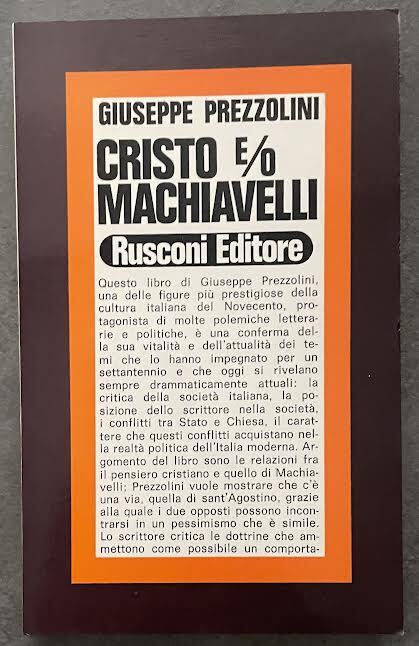 GIUSEPPE PREZZOLINI
CRISTO E/O
MACHIAVELLI
Rusconi Editore
Questo libro di Giuseppe Prezzolini,
una delle figure più prestigiose della
cultura italiana del Novecento, pro-
tagonista di molte polemiche lettera-
rie e politiche, è una conferma del-
la sua vitalità e dell'attualità dei te-
mi che lo hanno impegnato per un
settantennio e che oggi si rivelano
sempre drammaticamente attuali: la
critica della società italiana, la po-
sizione dello scrittore nella società,
i conflitti tra Stato e Chiesa, il carat-
tere che questi conflitti acquistano nel-
la realtà politica dell'Italia moderna. Ar-
gomento del libro sono le relazioni fra
il pensiero cristiano e quello di Machia-
velli; Prezzolini vuole mostrare che c'è
una via, quella di sant'Agostino, grazie
alla quale i due opposti possono incon-
trarsi in un pessimismo che è simile.
Lo scrittore critica le dottrine che am-
mettono come possibile un comporta-